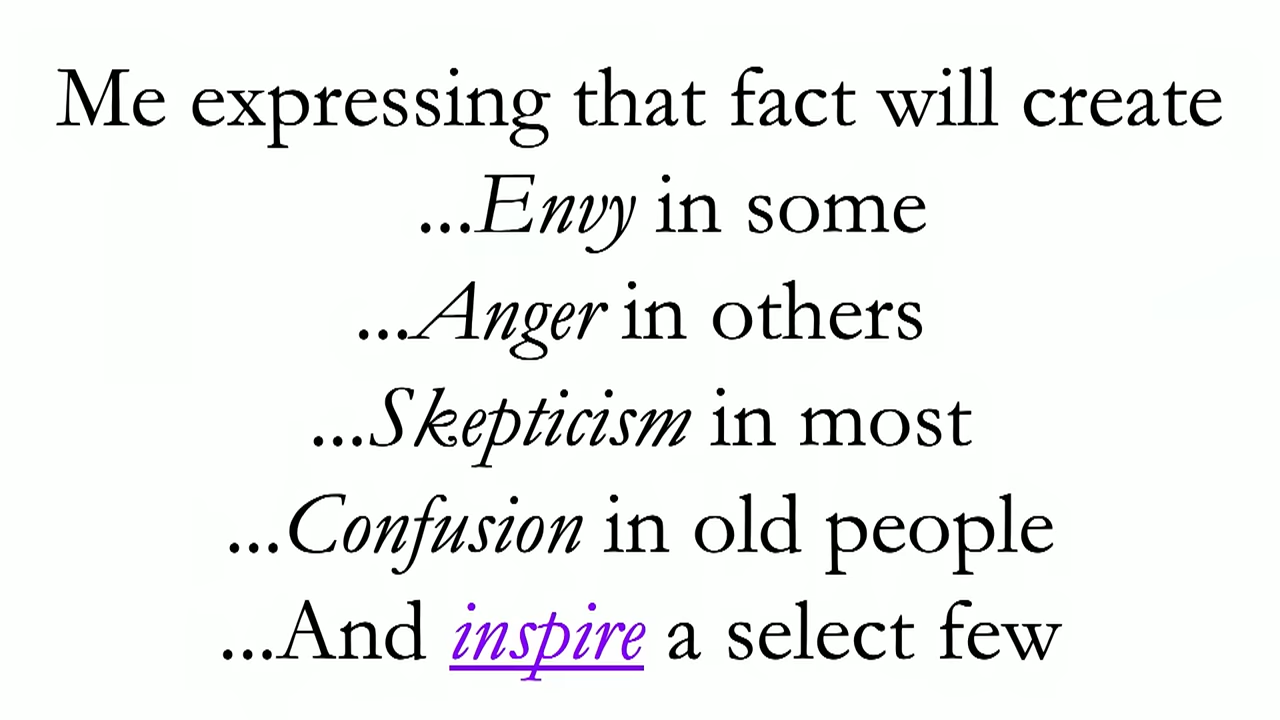 Me expressing that fact will create
...Envy in some
...Anger in others
...Skepticism in most
...Confusion in old people
...And inspire a select few